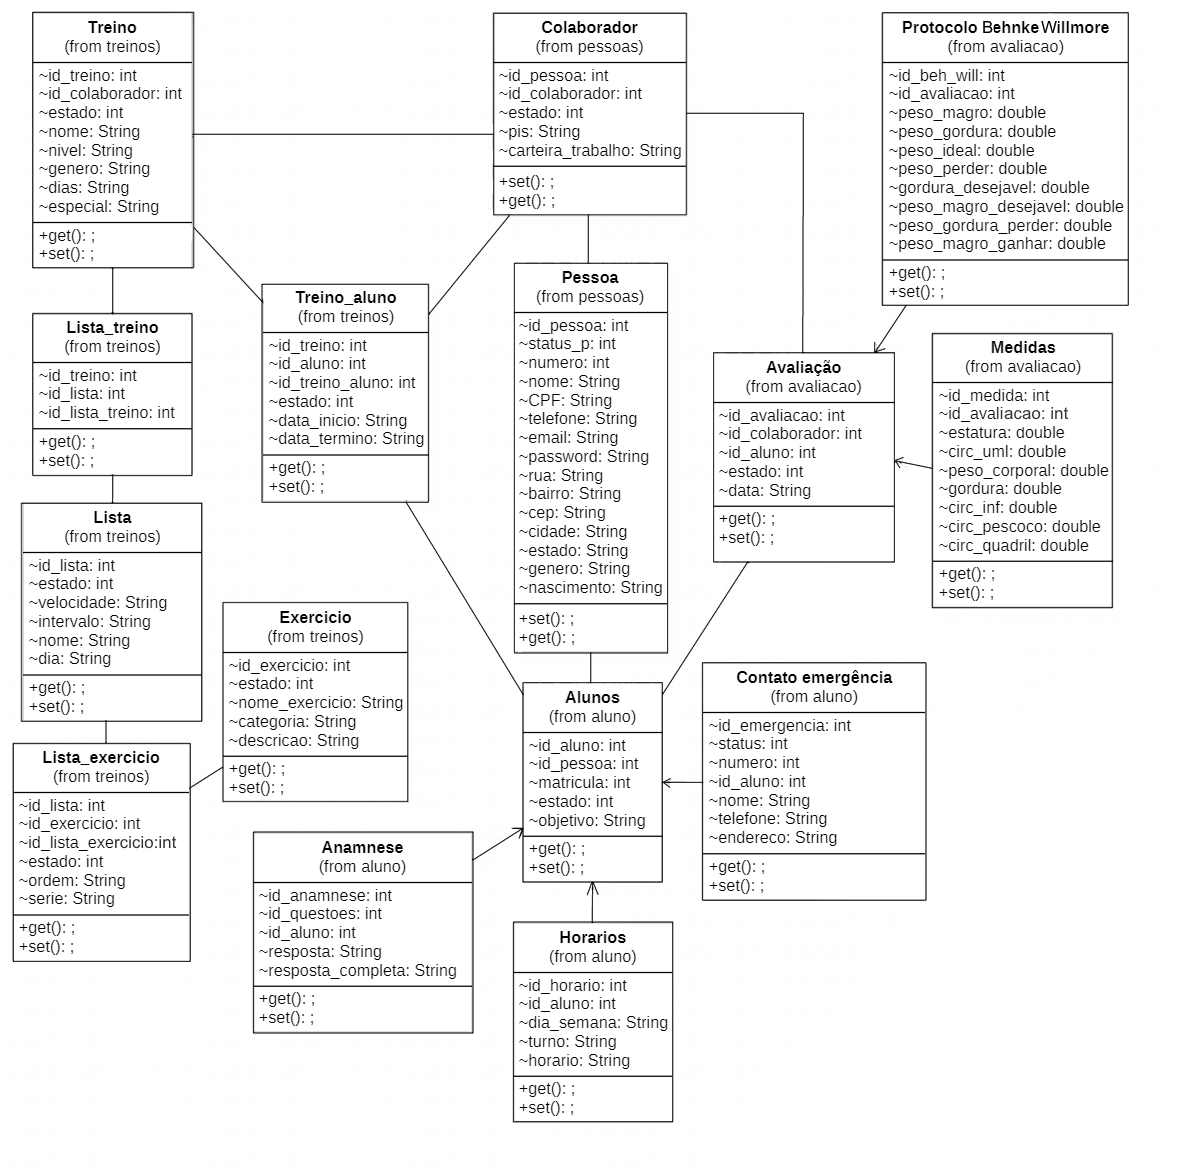 Treino
(from treinos)
~id_treino: int
~id_colaborador: int
~estado: int
~nome: String
~nivel: String
~genero: String
~dias: String
~especial: String
+get(): ;
+set(): ;
Colaborador
(from pessoas)
~id_pessoa: int
~id_colaborador: int
~estado: int
~pis: String
~carteira_trabalho: String
+set(): ;
+get(): ;
Protocolo Behnke Willmore
(from avaliacao)
~id_beh_will: int
~id_avaliacao: int
~peso_magro: double
~peso_gordura: double
~peso_ideal: double
~peso_perder: double
~gordura_desejavel: double
~peso_magro_desejavel: double
~peso_gordura_perder: double
~peso_magro_ganhar: double
+get(): ;
+set(): ;
Lista_treino
(from treinos)
~id_treino: int
~id_lista: int
~id_lista_treino: int
+get(): ;
+set(): ;
Treino_aluno
(from treinos)
~id_treino: int
~id_aluno: int
~id_treino_aluno: int
~estado: int
~data_inicio: String
~data_termino: String
+get(): ;
+set(): ;
Pessoa
(from pessoas)
~id_pessoa: int
~status_p: int
~numero: int
~nome: String
~CPF: String
~telefone: String
~email: String
~password: String
~rua: String
~bairro: String
~cep: String
~cidade: String
~estado: String
~genero: String
~nascimento: String
+set(): ;
+get(): ;
Avaliação
(from avaliacao)
~id_avaliacao: int
~id_colaborador: int
~id_aluno: int
~estado: int
~data: String
+get(): ;
+set(): ;
Medidas
(from avaliacao)
~id_medida: int
~id_avaliacao: int
~estatura: double
~circ_uml: double
~peso_corporal: double
~gordura: double
~circ_inf: double
~circ_pescoco: double
~circ_quadril: double
+get(): ;
+set(): ;
Lista
(from treinos)
~id_lista: int
~estado: int
~velocidade: String
~intervalo: String
~nome: String
~dia: String
+get(): ;
+set(): ;
Exercicio
(from treinos)
~id_exercicio: int
~estado: int
~nome_exercicio: String
~categoria: String
~descricao: String
+get(): ;
+set(): ;
Alunos
(from aluno)
~id_aluno: int
~id_pessoa: int
~matricula: int
~estado: int
~objetivo: String
+get(): ;
+set(): ;
Contato emergência
(from aluno)
~id_emergencia: int
~status: int
~numero: int
~id_aluno: int
~nome: String
~telefone: String
~endereco: String
+get(): ;
+set(): ;
Lista_exercicio
(from treinos)
~id_lista: int
~id_exercicio: int
~id_lista_exercicio:int
~estado: int
~ordem: String
~serie: String
+get(): ;
+set(): ;
Anamnese
(from aluno)
~id_anamnese: int
~id_questoes: int
~id_aluno: int
~resposta: String
~resposta_completa: String
+get(): ;
+set(): ;
Horarios
(from aluno)
~id_horario: int
~id_aluno: int
~dia_semana: String
~turno: String
~horario: String
+get(): ;
+set(): ;